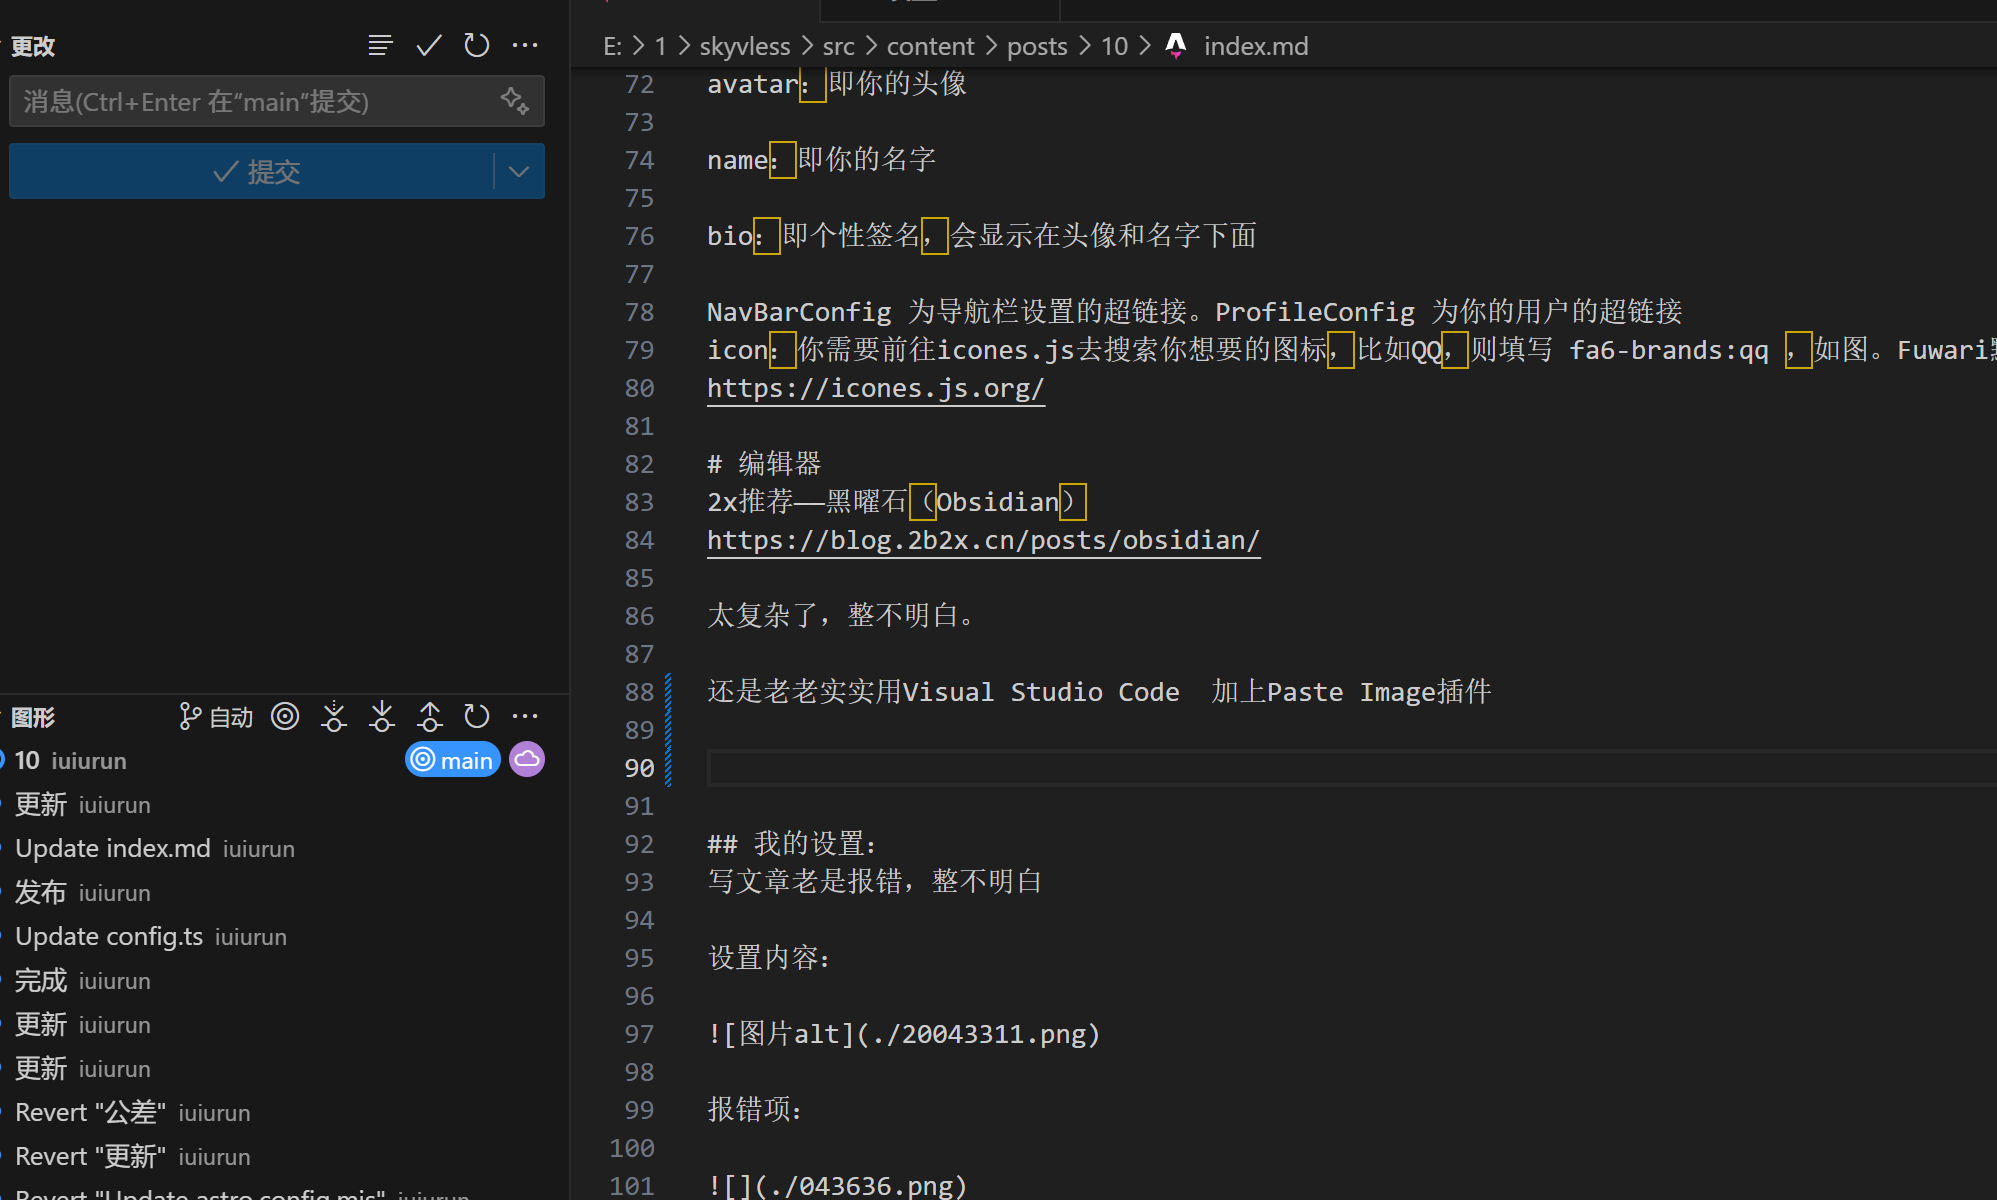 更改
消息(Ctrl+Enter 在“main”提交)
提交
图形
自动
10 iuiurun
main
更新 iuiurun
Update index.md iuiurun
发布 iuiurun
Update config.ts iuiurun
完成 iuiurun
更新 iuiurun
更新 iuiurun
Revert "公差" iuiurun
Revert "更新" iuiurun
Revert "Update astro.config.mjs" iuiurun
E: > 1 > skyvless > src > content > posts > 10 > index.md
72 avatar：即你的头像
73
74 name：即你的名字
75
76 bio：即个性签名，会显示在头像和名字下面
77
78 NavBarConfig 为导航栏设置的超链接。ProfileConfig 为你的用户的超链接
79 icon：你需要前往icones.js去搜索你想要的图标，比如QQ，则填写 fa6-brands:qq ，如图。Fuwari
80 https://icones.js.org/
81
82 # 编辑器
83 2x推荐——黑曜石（Obsidian）
84 https://blog.2b2x.cn/posts/obsidian/
85
86 太复杂了，整不明白。
87
88 还是老老实实用Visual Studio Code  加上Paste Image插件
89
90
91
92 ## 我的设置：
93 写文章老是报错，整不明白
94
95 设置内容：
96
97 ![图片alt](./20043311.png)
98
99 报错项：
100
101 ![](./043636.png)